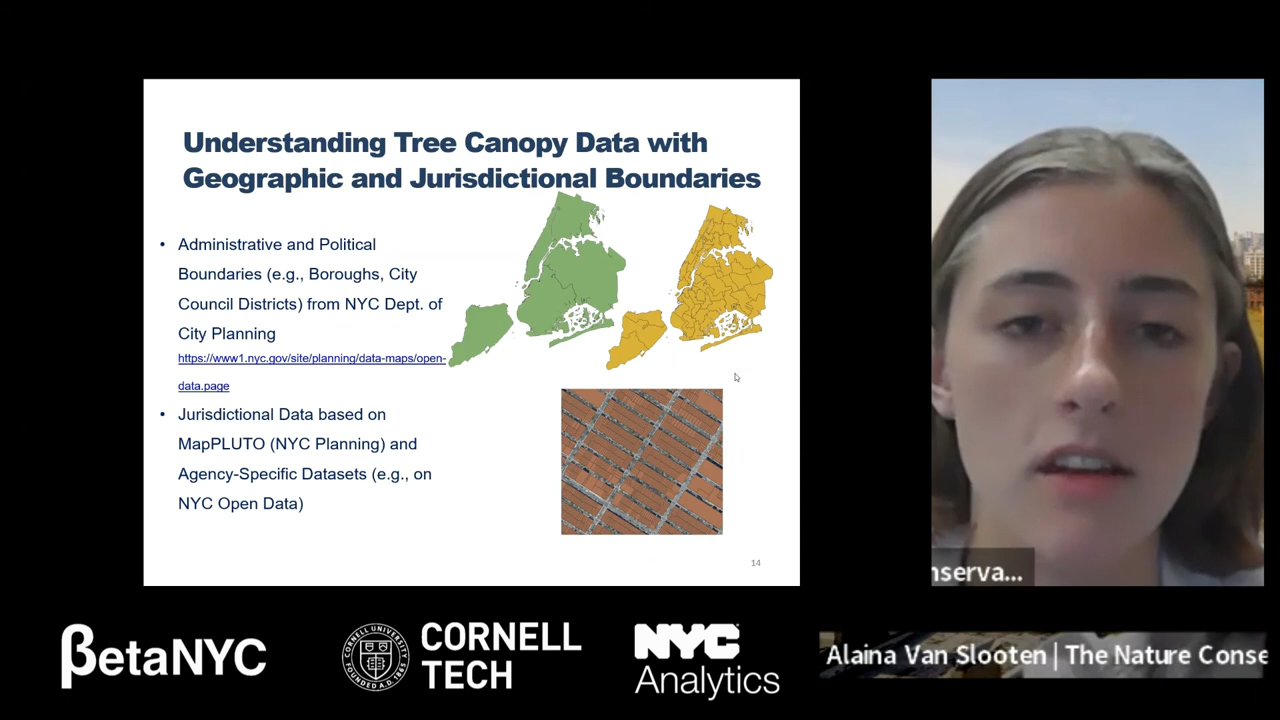 Understanding Tree Canopy Data with
Geographic and Jurisdictional Boundaries
• Administrative and Political
Boundaries (e.g., Boroughs, City
Council Districts) from NYC Dept. of
City Planning
https://www1.nyc.gov/site/planning/data-maps/open-
data.page
• Jurisdictional Data based on
MapPLUTO (NYC Planning) and
Agency-Specific Datasets (e.g., on
NYC Open Data)
14
nserva...
βetaNYC
CORNELL UNIVERSITY
FOUNDED A.D. 1865
CORNELL
TECH
NYC
Analytics
Alaina Van Slooten | The Nature Conse